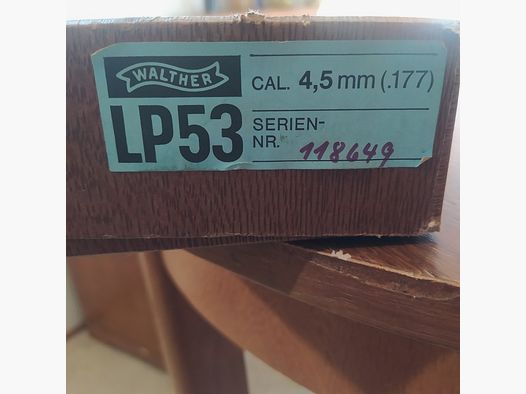 WALTHER
LP53
CAL. 4,5 mm (.177)
SERIEN-
NR. 118649